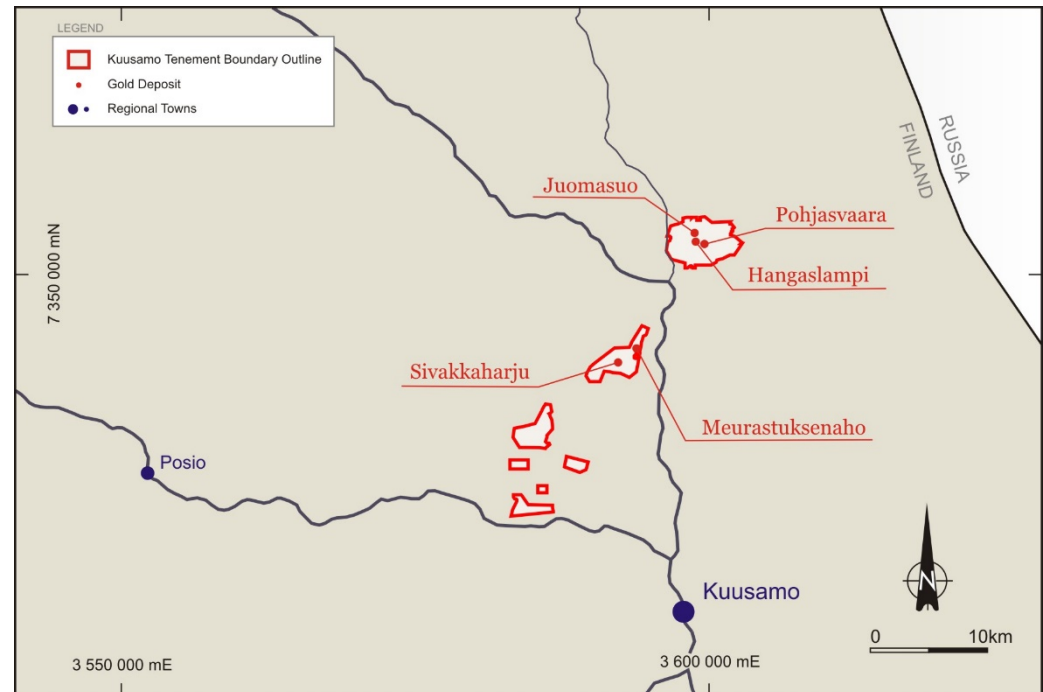 LEGEND
Kuusamo Tenement Boundary Outline
Gold Deposit
Regional Towns
RUSSIA
FINLAND
Juomasuo
Pohjasvaara
Hangaslampi
7 350 000 mN
Sivakkaharju
Meurastuksenaho
Posio
Kuusamo
N
0 10km
3 550 000 mE
3 600 000 mE